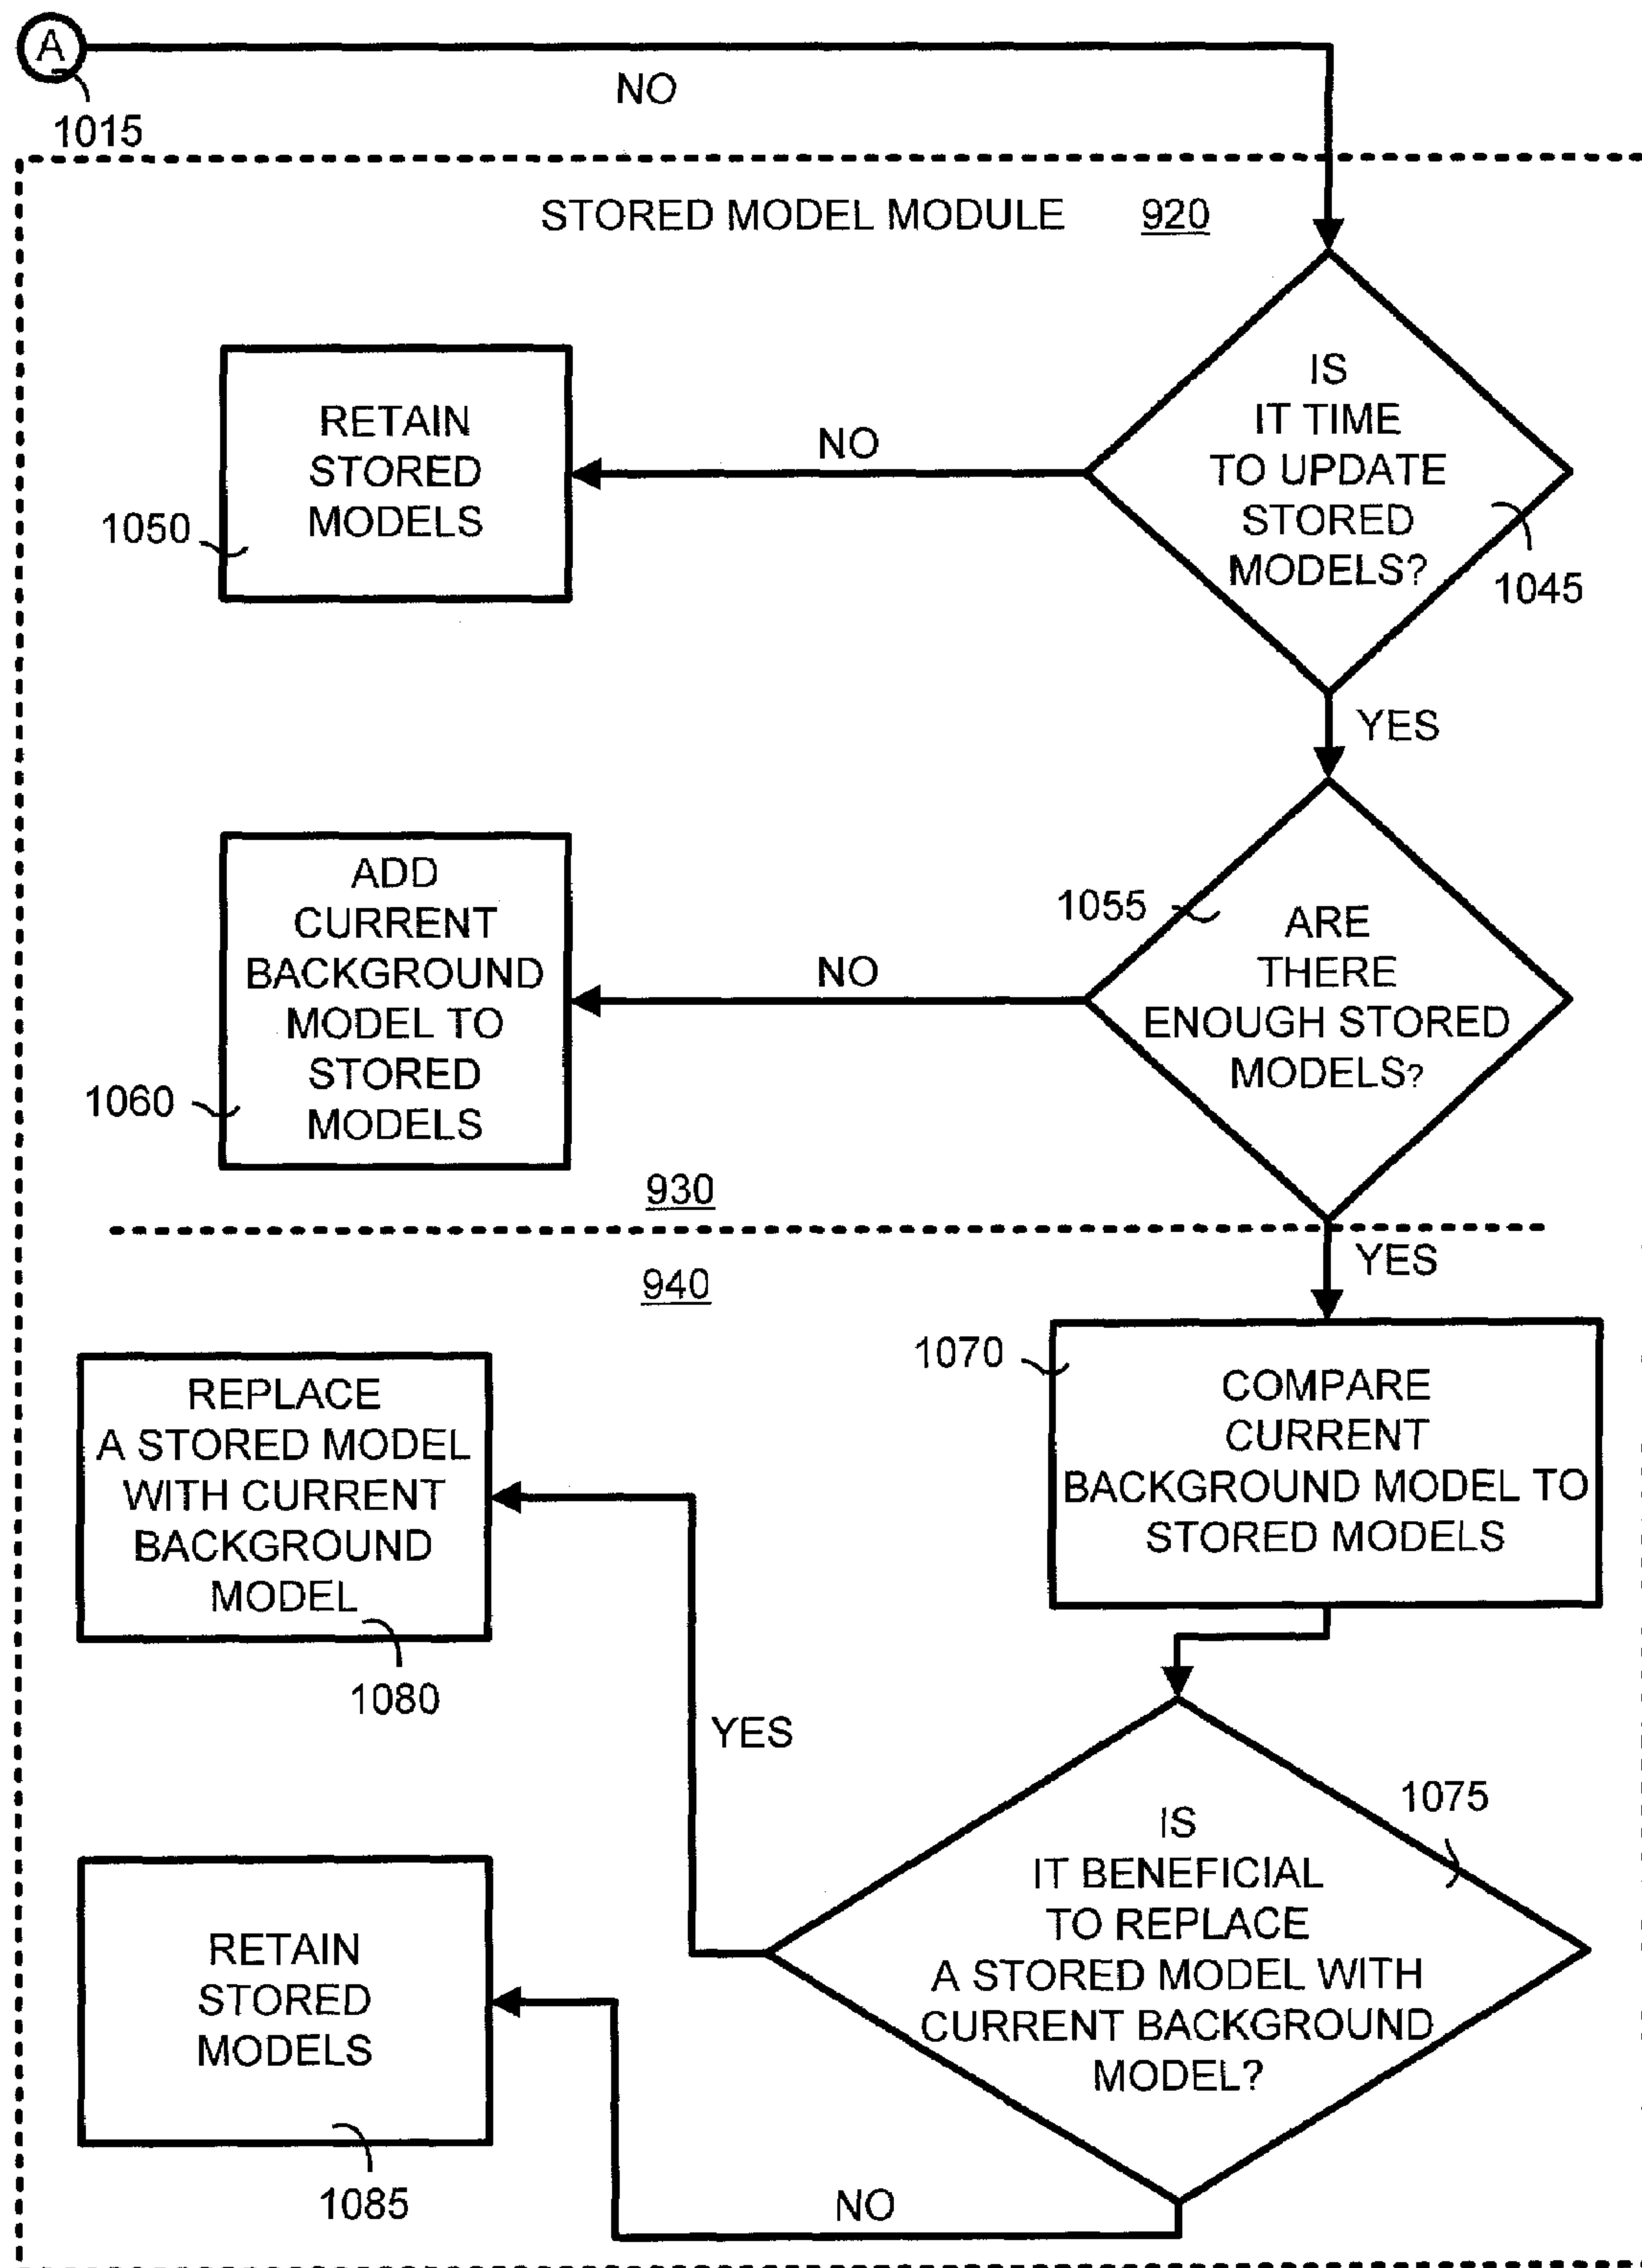 A
NO
1015
STORED MODEL MODULE 920
IS
IT TIME
TO UPDATE
STORED
MODELS?
1045
NO
RETAIN
STORED
MODELS
1050
YES
1055
ARE
THERE
ENOUGH STORED
MODELS?
NO
ADD
CURRENT
BACKGROUND
MODEL TO
STORED
MODELS
1060
930
YES
940
1070
COMPARE
CURRENT
BACKGROUND MODEL TO
STORED MODELS
REPLACE
A STORED MODEL
WITH CURRENT
BACKGROUND
MODEL
1080
YES
1075
IS
IT BENEFICIAL
TO REPLACE
A STORED MODEL WITH
CURRENT BACKGROUND
MODEL?
RETAIN
STORED
MODELS
1085
NO